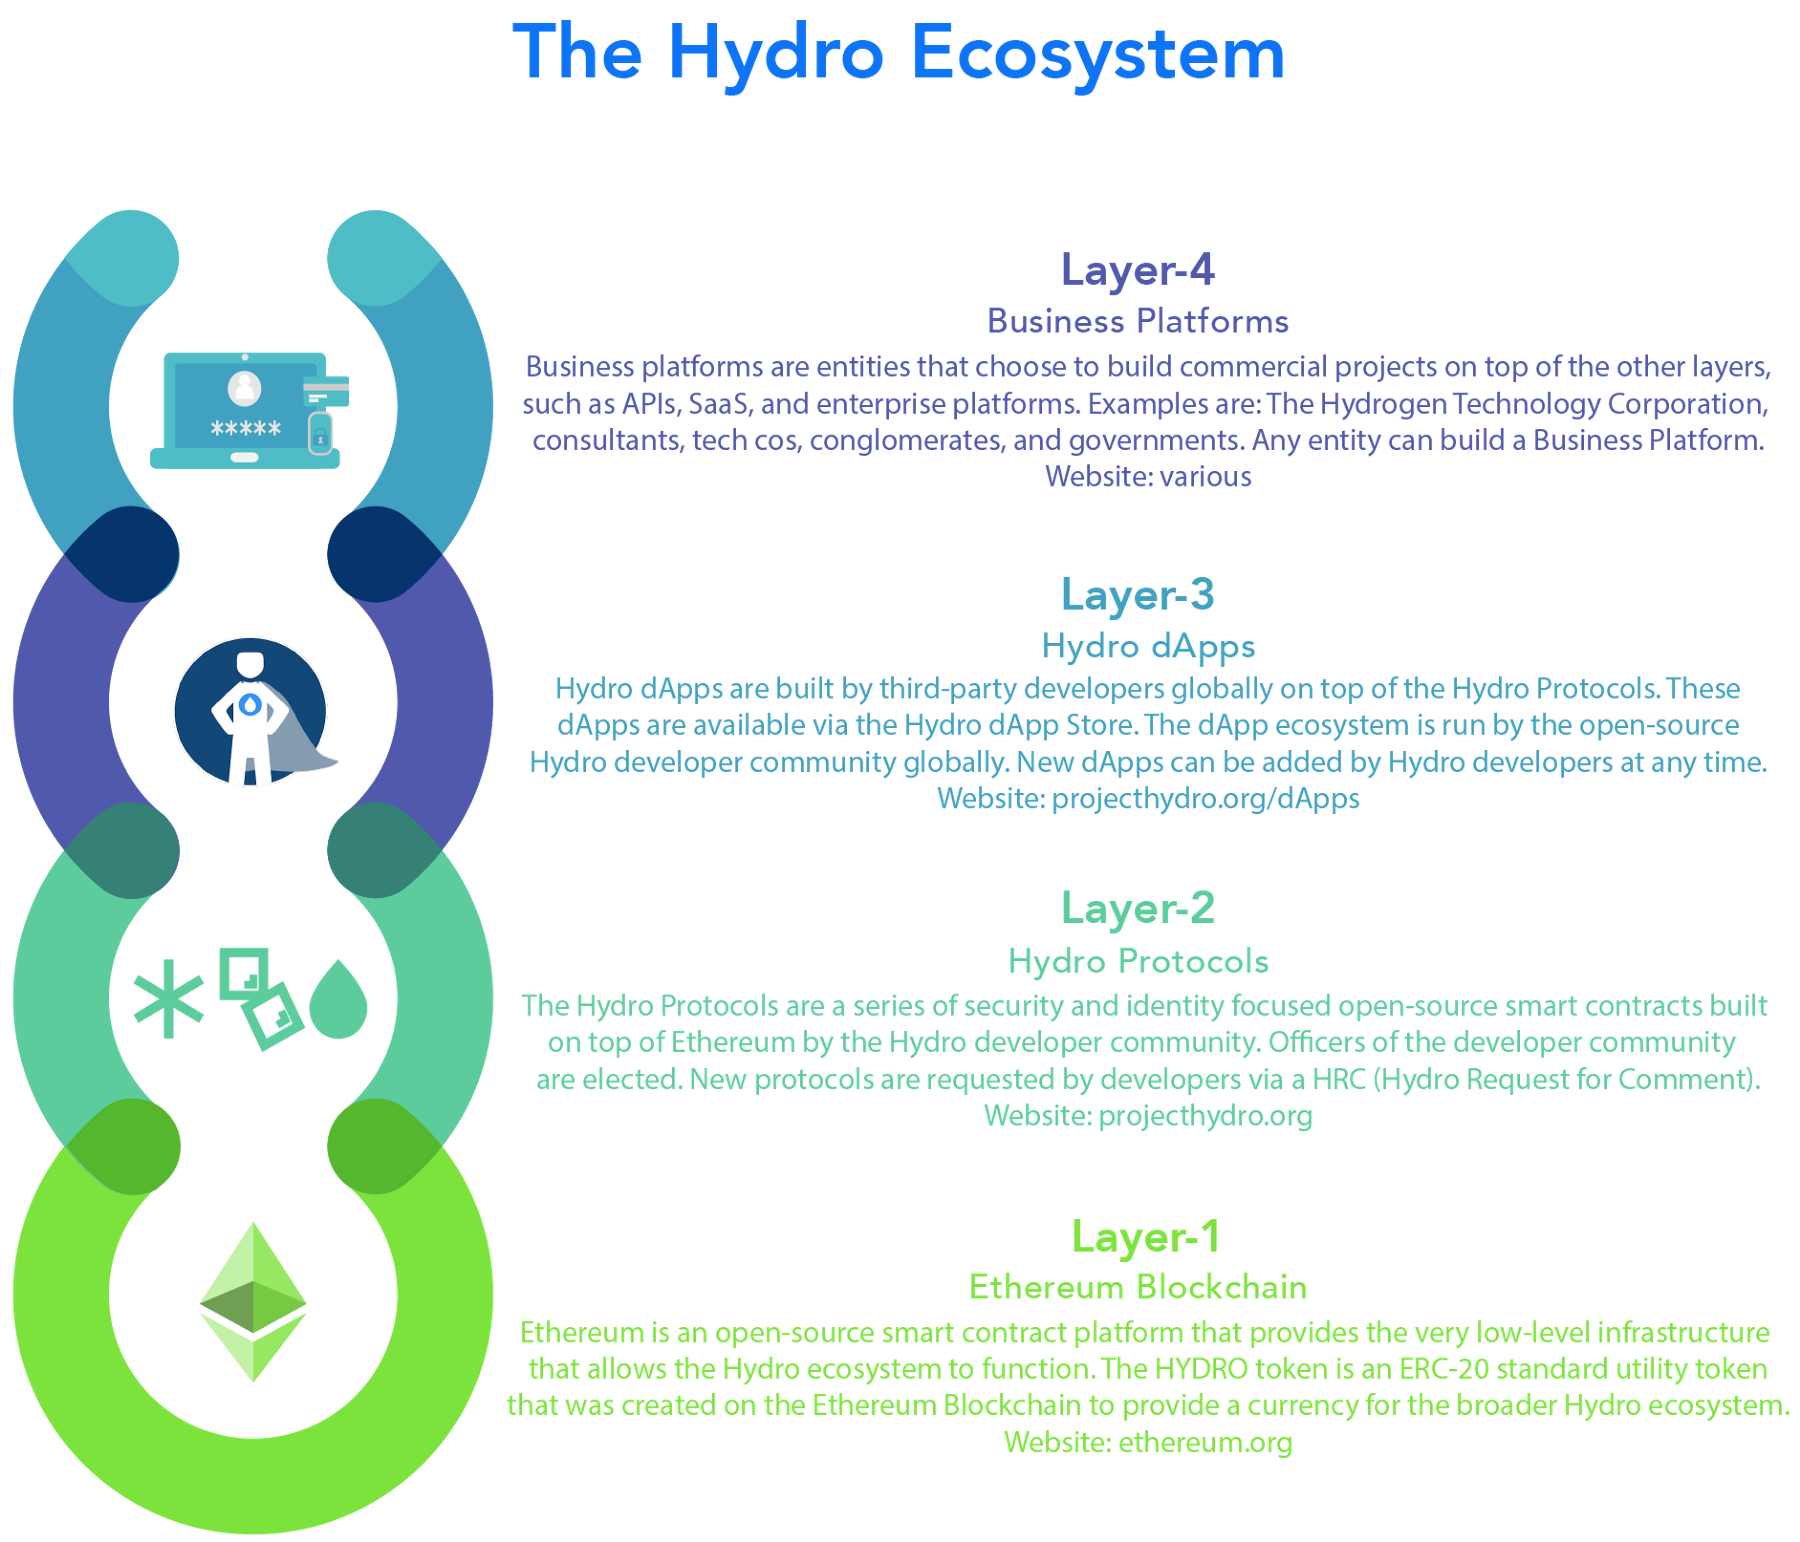 The Hydro Ecosystem
Layer-4
Business Platforms
Business platforms are entities that choose to build commercial projects on top of the other layers,
such as APIs, SaaS, and enterprise platforms. Examples are: The Hydrogen Technology Corporation,
consultants, tech cos, conglomerates, and governments. Any entity can build a Business Platform.
Website: various
*****
Layer-3
Hydro dApps
Hydro dApps are built by third-party developers globally on top of the Hydro Protocols. These
dApps are available via the Hydro dApp Store. The dApp ecosystem is run by the open-source
Hydro developer community globally. New dApps can be added by Hydro developers at any time.
Website: projecthydro.org/dApps
Layer-2
Hydro Protocols
The Hydro Protocols are a series of security and identity focused open-source smart contracts built
on top of Ethereum by the Hydro developer community. Officers of the developer community
are elected. New protocols are requested by developers via a HRC (Hydro Request for Comment).
Website: projecthydro.org
Layer-1
Ethereum Blockchain
Ethereum is an open-source smart contract platform that provides the very low-level infrastructure
that allows the Hydro ecosystem to function. The HYDRO token is an ERC-20 standard utility token
that was created on the Ethereum Blockchain to provide a currency for the broader Hydro ecosystem.
Website: ethereum.org